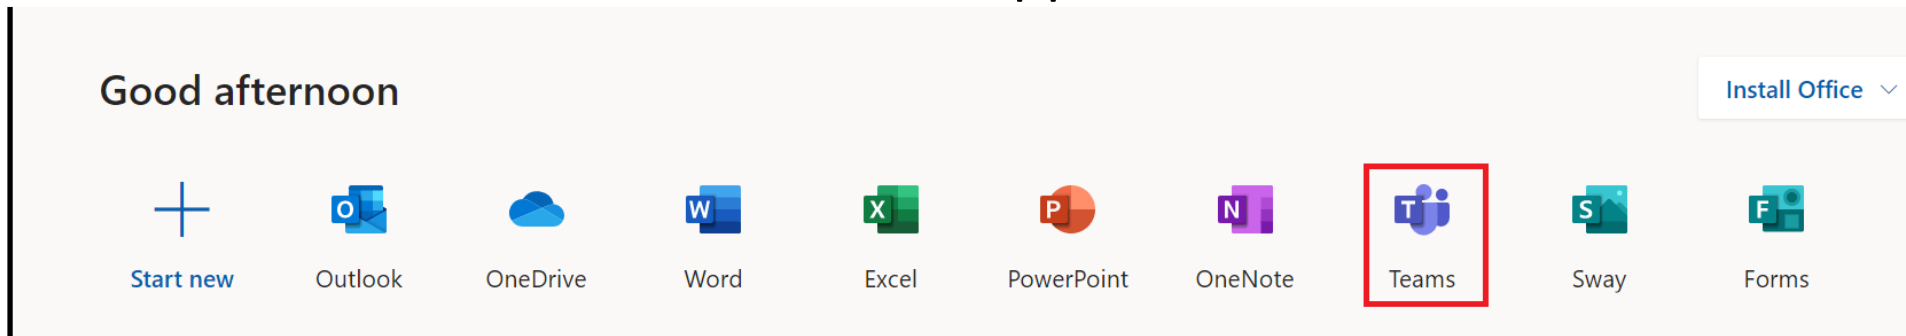 Good afternoon
Install Office
O W X P N T S F
Start new Outlook OneDrive Word Excel PowerPoint OneNote Teams Sway Forms